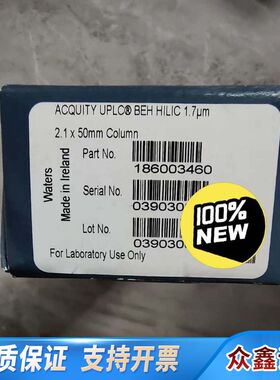 ACQUITY UPLC® BEH HILIC 1.7µm
2.1 x 50mm Column
Part No.
186003460
Serial No.
Lot No.
Waters
Made in Ireland
For Laboratory Use Only
100%
NEW
质保证 支持开票
众鑫